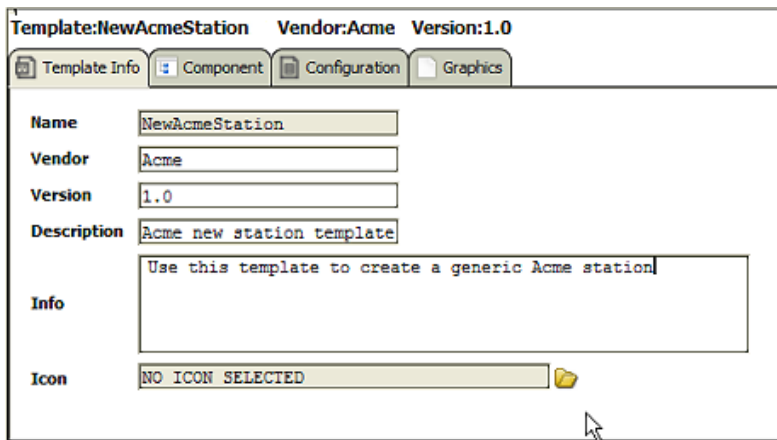 Template:NewAcmeStation Vendor:Acme Version:1.0
Template Info Component Configuration Graphics
Name NewAcmeStation
Vendor Acme
Version 1.0
Description Acme new station template
Info Use this template to create a generic Acme station
Icon NO ICON SELECTED